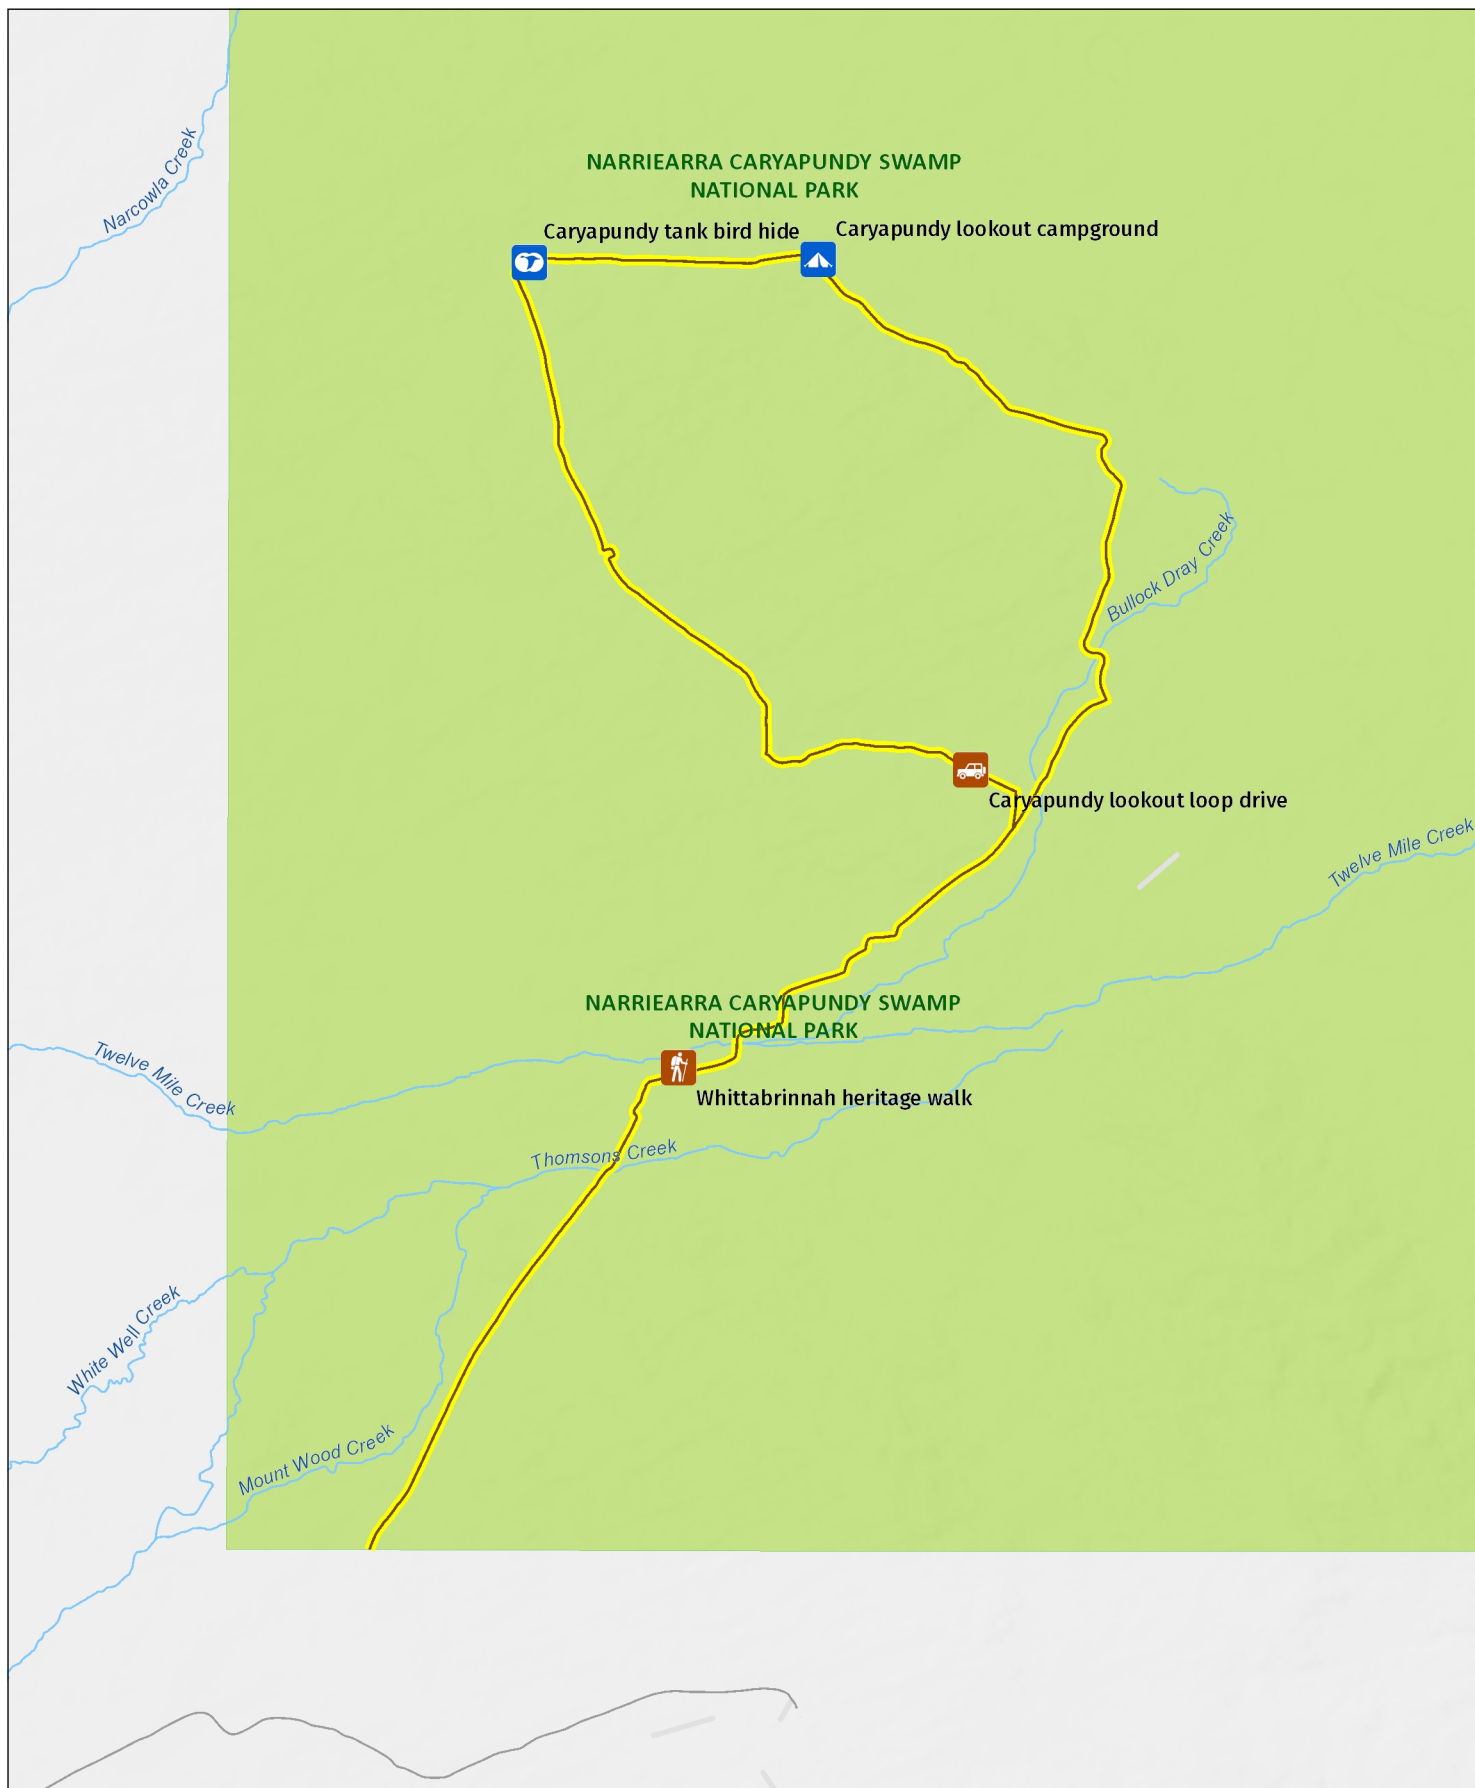 NARRIEARRA CARYAPUNDY SWAMP
NATIONAL PARK
Narcowla Creek
Caryapundy tank bird hide
Caryapundy lookout campground
Bullock Dray Creek
Caryapundy lookout loop drive
Twelve Mile Creek
NARRIEARRA CARYAPUNDY SWAMP
NATIONAL PARK
Twelve Mile Creek
Whittabrinnah heritage walk
Thomsons Creek
White Well Creek
Mount Wood Creek